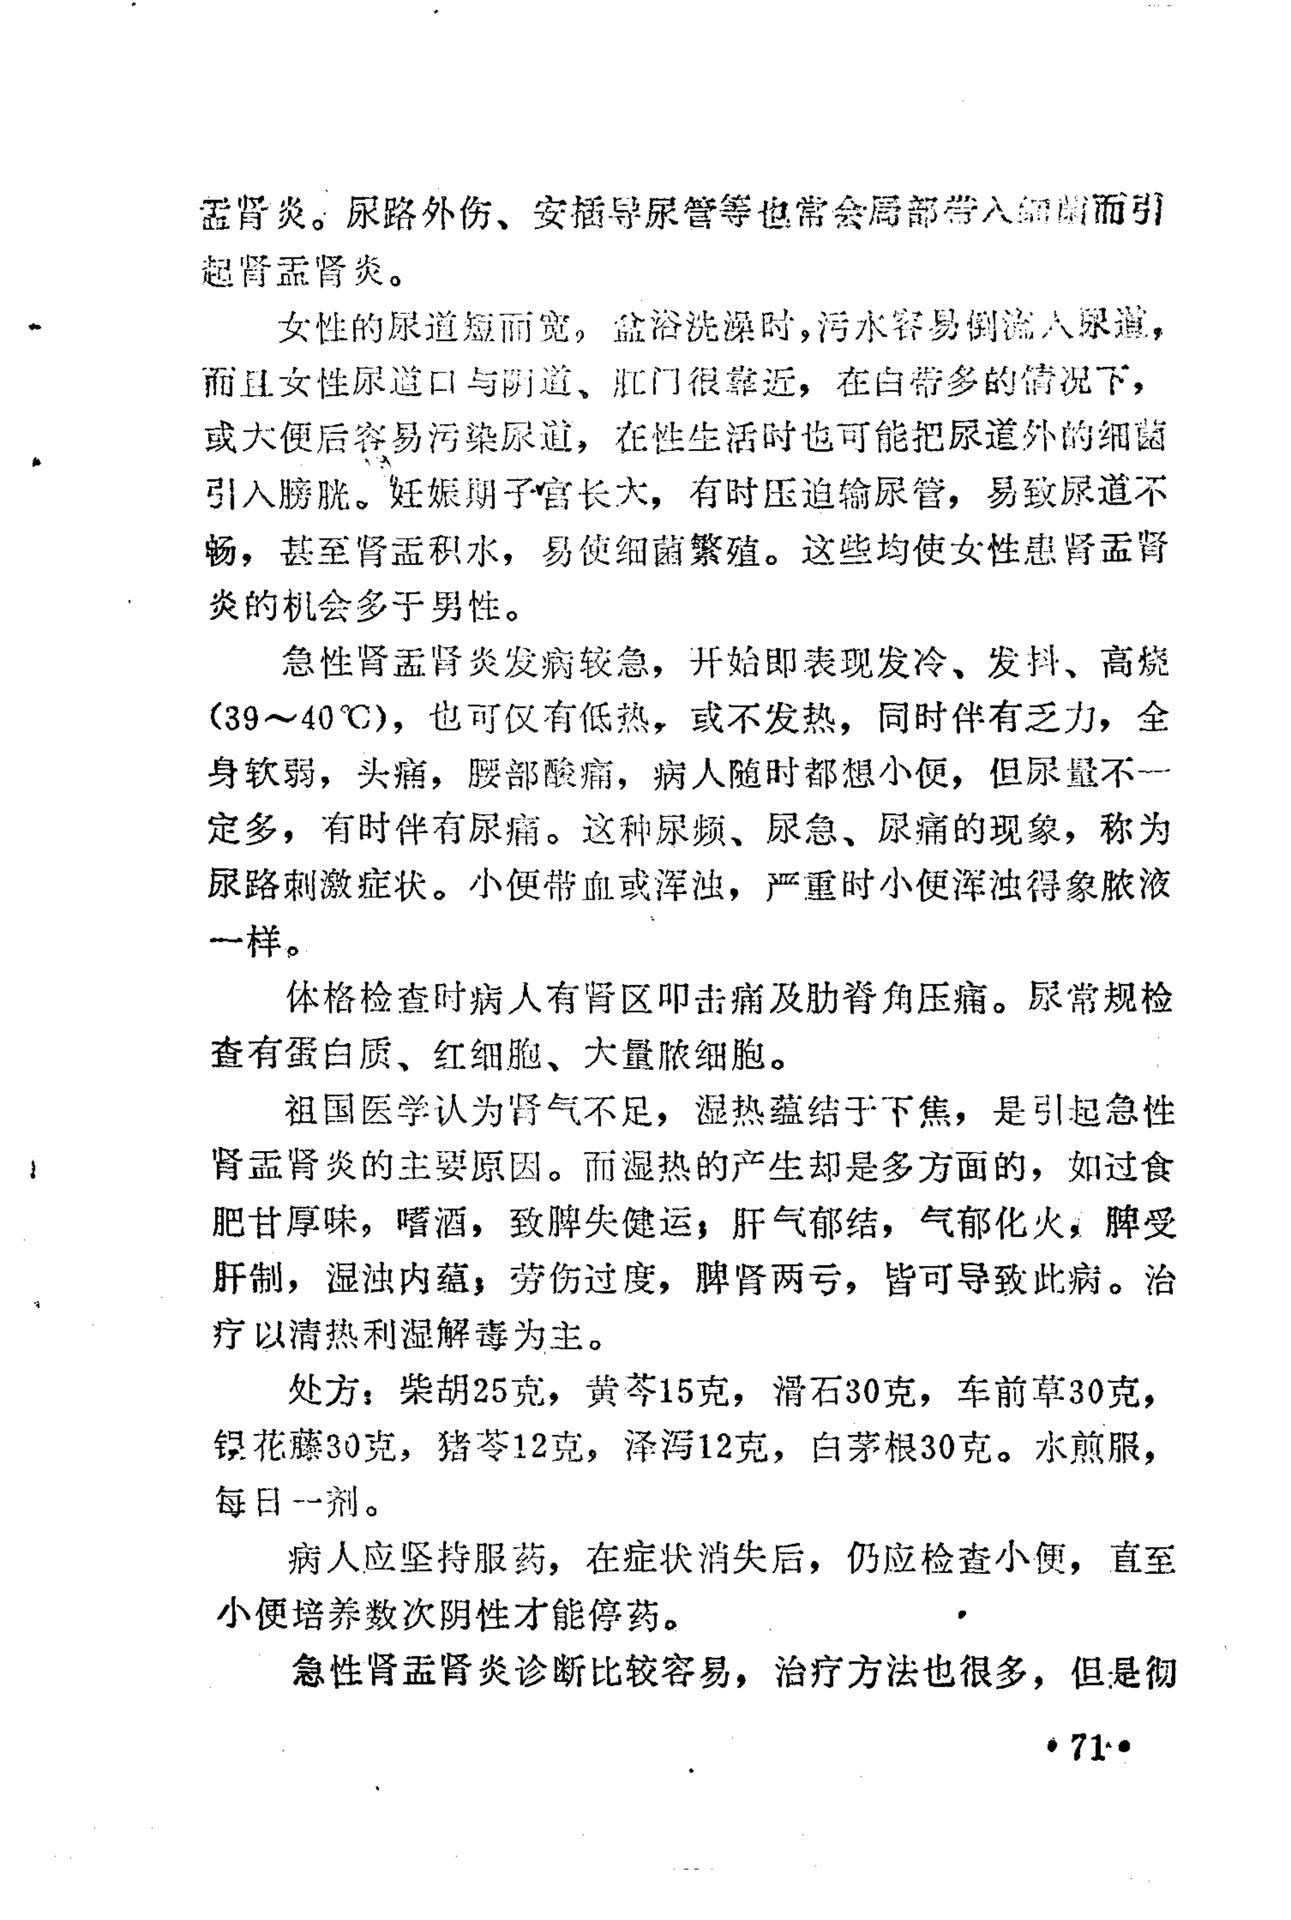 盂肾炎。尿路外伤、安插导尿管等也常会局部带入细菌而引
起肾盂肾炎。
女性的尿道短而宽。盆浴洗澡时，污水容易倒流入尿道，
而且女性尿道口与阴道、肛门很靠近，在白带多的情况下，
或大便后容易污染尿道，在性生活时也可能把尿道外的细菌
引入膀胱。妊娠期子宫长大，有时压迫输尿管，易致尿道不
畅，甚至肾盂积水，易使细菌繁殖。这些均使女性患肾盂肾
炎的机会多于男性。
急性肾盂肾炎发病较急，开始即表现发冷、发抖、高烧
(39～40℃)，也可仅有低热，或不发热，同时伴有乏力，全
身软弱，头痛，腰部酸痛，病人随时都想小便，但尿量不一
定多，有时伴有尿痛。这种尿频、尿急、尿痛的现象，称为
尿路刺激症状。小便带血或浑浊，严重时小便浑浊得象脓液
一样。
体格检查时病人有肾区叩击痛及肋脊角压痛。尿常规检
查有蛋白质、红细胞、大量脓细胞。
祖国医学认为肾气不足，湿热蕴结于下焦，是引起急性
肾盂肾炎的主要原因。而湿热的产生却是多方面的，如过食
肥甘厚味，嗜酒，致脾失健运；肝气郁结，气郁化火，脾受
肝制，湿浊内蕴；劳伤过度，脾肾两亏，皆可导致此病。治
疗以清热利湿解毒为主。
处方：柴胡25克，黄芩15克，滑石30克，车前草30克，
银花藤30克，猪苓12克，泽泻12克，白茅根30克。水煎服，
每日一剂。
病人应坚持服药，在症状消失后，仍应检查小便，直至
小便培养数次阴性才能停药。
急性肾盂肾炎诊断比较容易，治疗方法也很多，但是彻
•71•